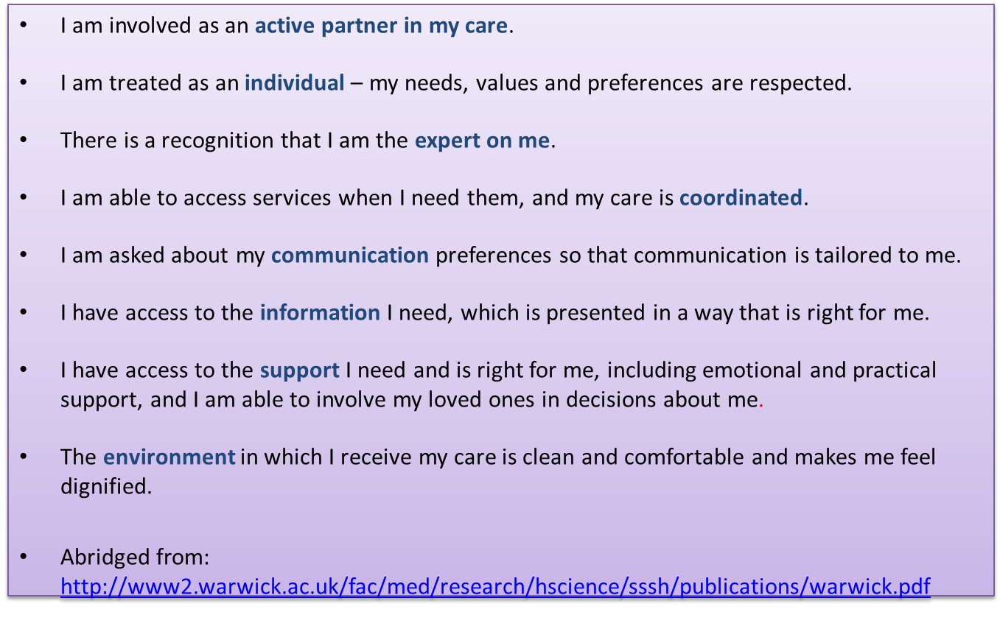 • I am involved as an active partner in my care.
• I am treated as an individual – my needs, values and preferences are respected.
• There is a recognition that I am the expert on me.
• I am able to access services when I need them, and my care is coordinated.
• I am asked about my communication preferences so that communication is tailored to me.
• I have access to the information I need, which is presented in a way that is right for me.
• I have access to the support I need and is right for me, including emotional and practical
support, and I am able to involve my loved ones in decisions about me.
• The environment in which I receive my care is clean and comfortable and makes me feel
dignified.
• Abridged from:
http://www2.warwick.ac.uk/fac/med/research/hscience/sssh/publications/warwick.pdf